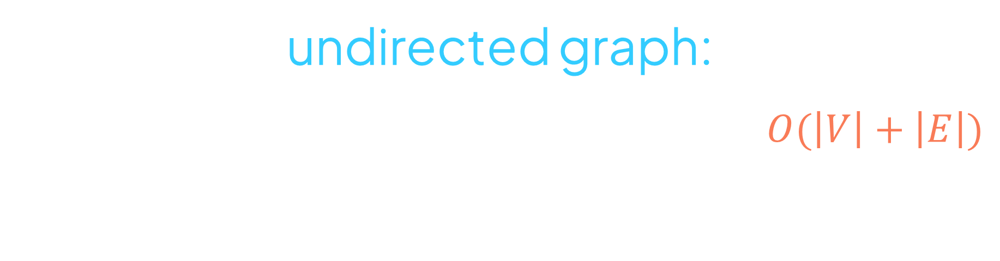 undirected graph:
O(|V| + |E|)